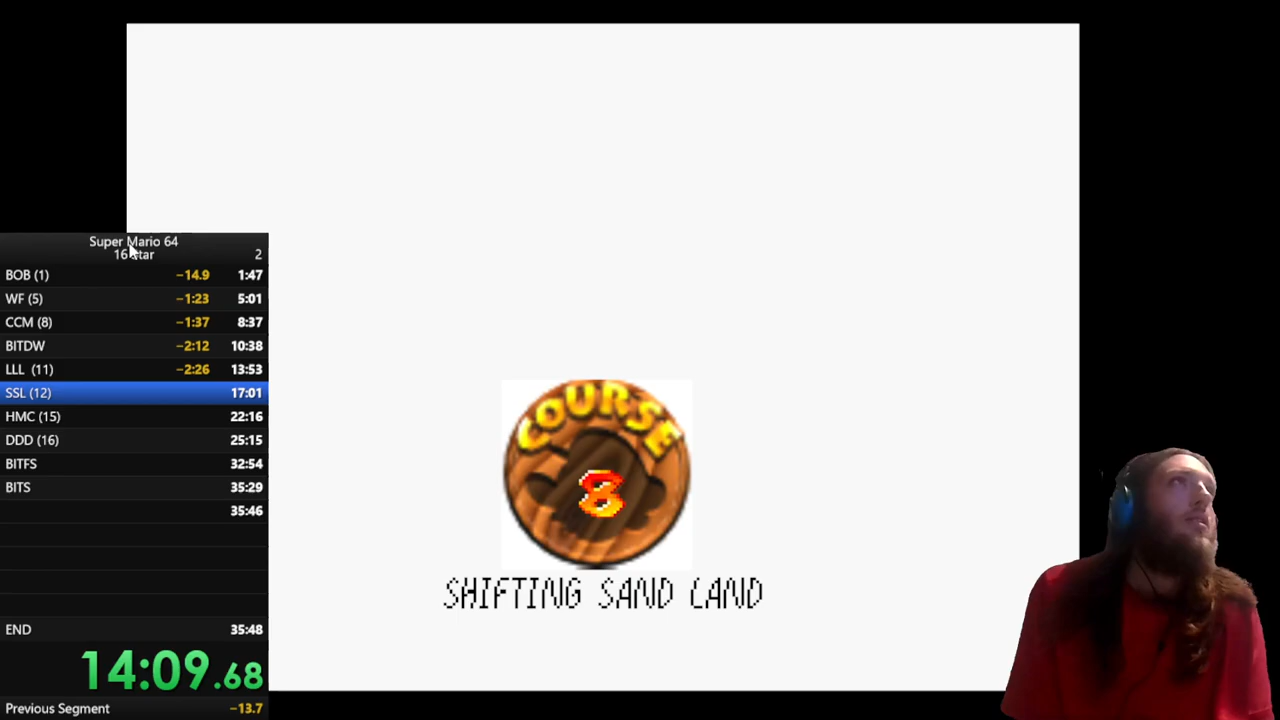 Super Mario 64
16 Star 2
BOB (1) −14.9 1:47
WF (5) −1:23 5:01
CCM (8) −1:37 8:37
BITDW −2:12 10:38
LLL (11) −2:26 13:53
SSL (12) 17:01
HMC (15) 22:16
DDD (16) 25:15
BITFS 32:54
BITS 35:29
35:46
END 35:48
14:09.68
Previous Segment −13.7
COURSE
8
SHIFTING SAND LAND